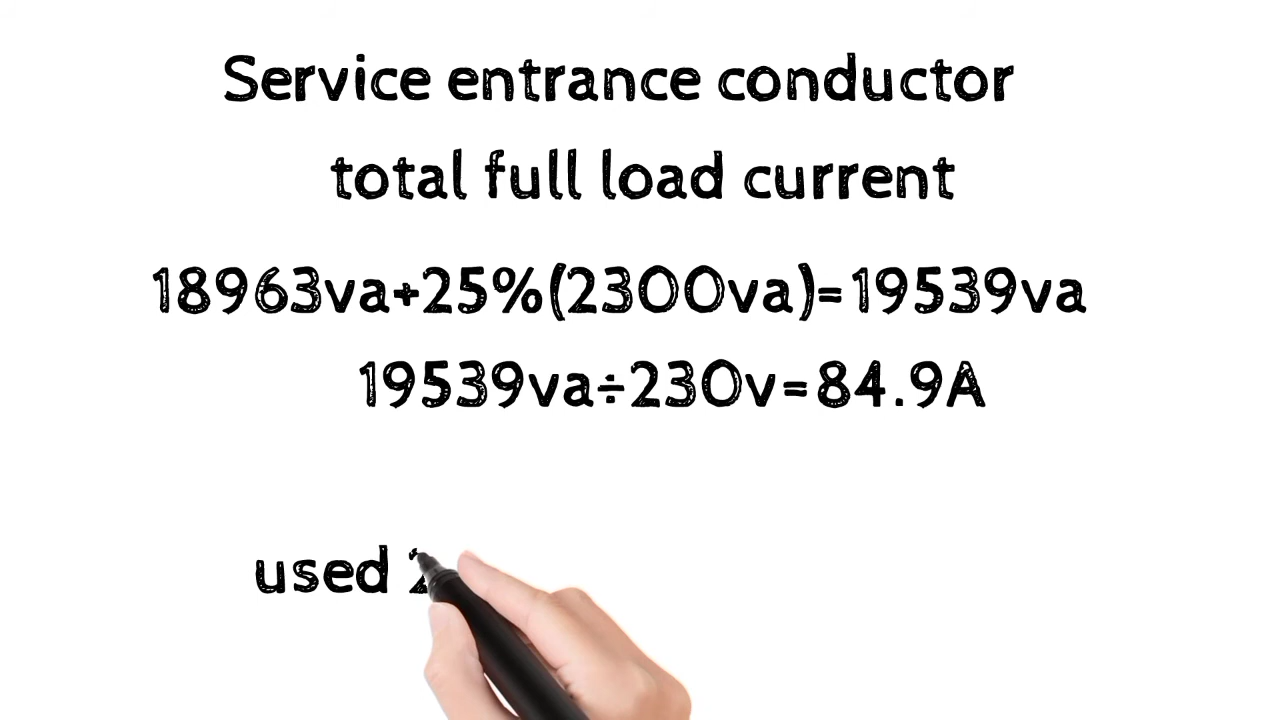 Service entrance conductor
total full load current
18963va+25%(2300va)=19539va
19539va÷230v=84.9A
used